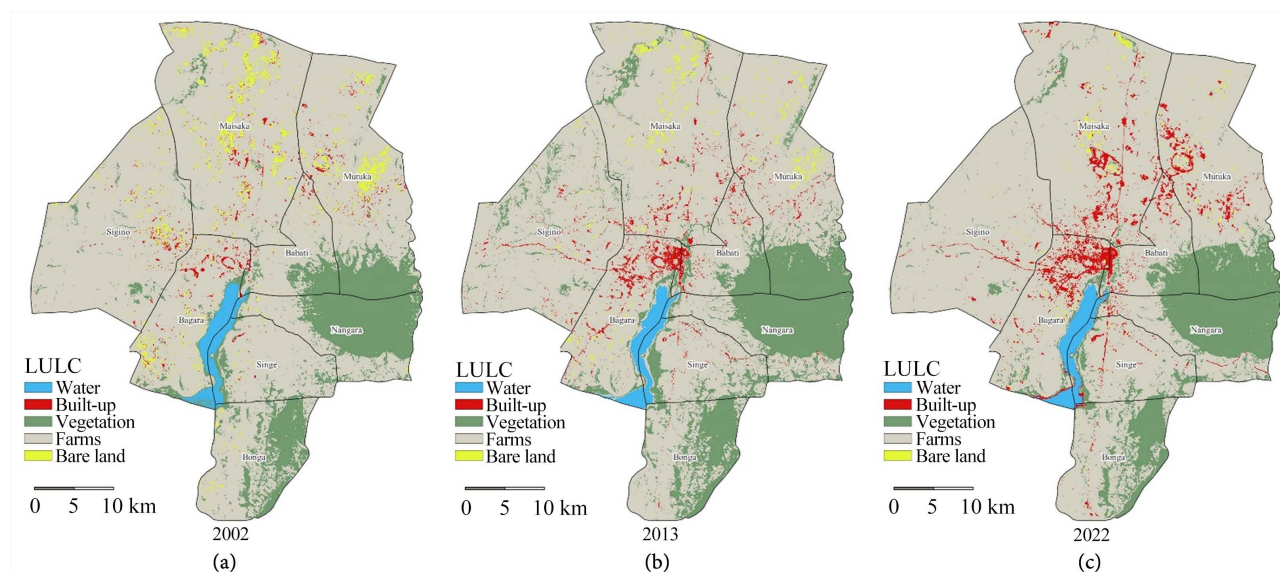 Maisaka
Mutuka
Sigino
Babati
Bagara
Nangara
Singe
Bonga
LULC
Water
Built-up
Vegetation
Farms
Bare land
0 5 10 km
2002
(a)
Maisaka
Mutuka
Sigino
Babati
Bagara
Nangara
Singe
Bonga
LULC
Water
Built-up
Vegetation
Farms
Bare land
0 5 10 km
2013
(b)
Maisaka
Mutuka
Sigino
Babati
Bagara
Nangara
Singe
Bonga
LULC
Water
Built-up
Vegetation
Farms
Bare land
0 5 10 km
2022
(c)